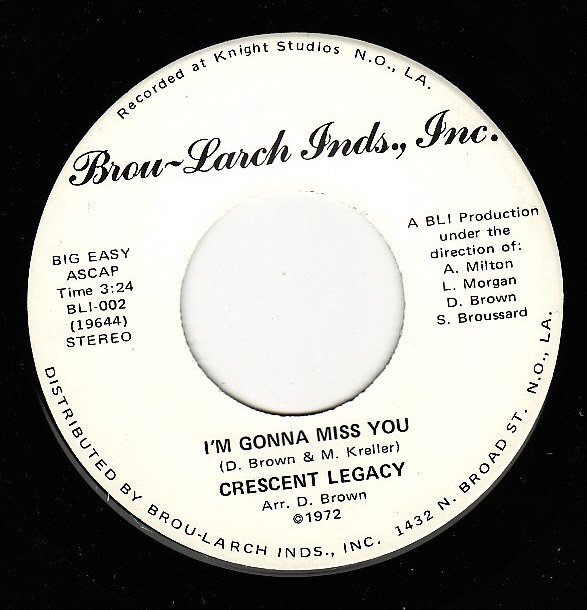 Recorded at Knight Studios N.O., LA.
Brou~Larch Inds., Inc.
BIG EASY
ASCAP
Time 3:24
BLI-002
(19644)
STEREO
A BLI Production
under the
direction of:
A. Milton
L. Morgan
D. Brown
S. Broussard
I'M GONNA MISS YOU
(D. Brown & M. Kreller)
CRESCENT LEGACY
Arr. D. Brown
©1972
DISTRIBUTED BY BROU-LARCH INDS., INC. 1432 N. BROAD ST. N.O., LA.